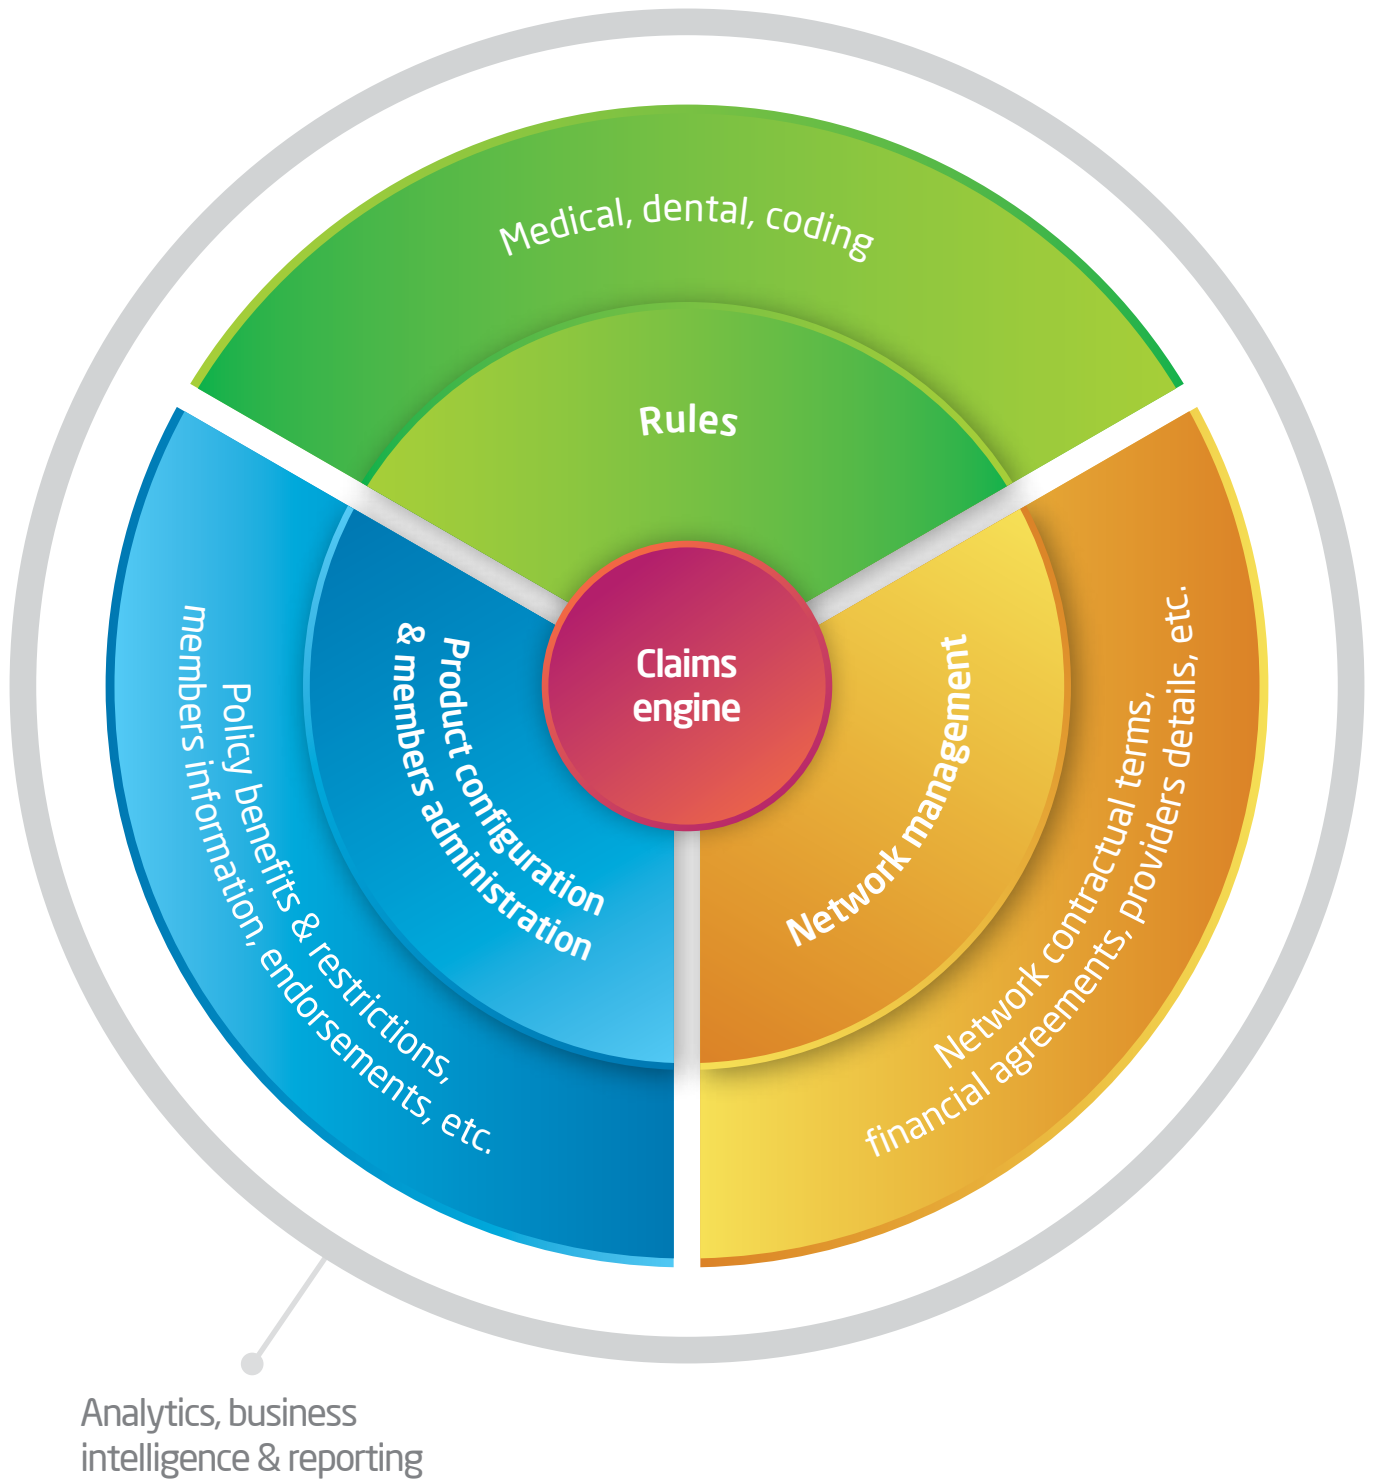 Medical, dental, coding
Rules
Claims
engine
Product configuration
& members administration
Policy benefits & restrictions,
members information, endorsements, etc.
Network management
Network contractual terms,
financial agreements, providers details, etc.
Analytics, business
intelligence & reporting